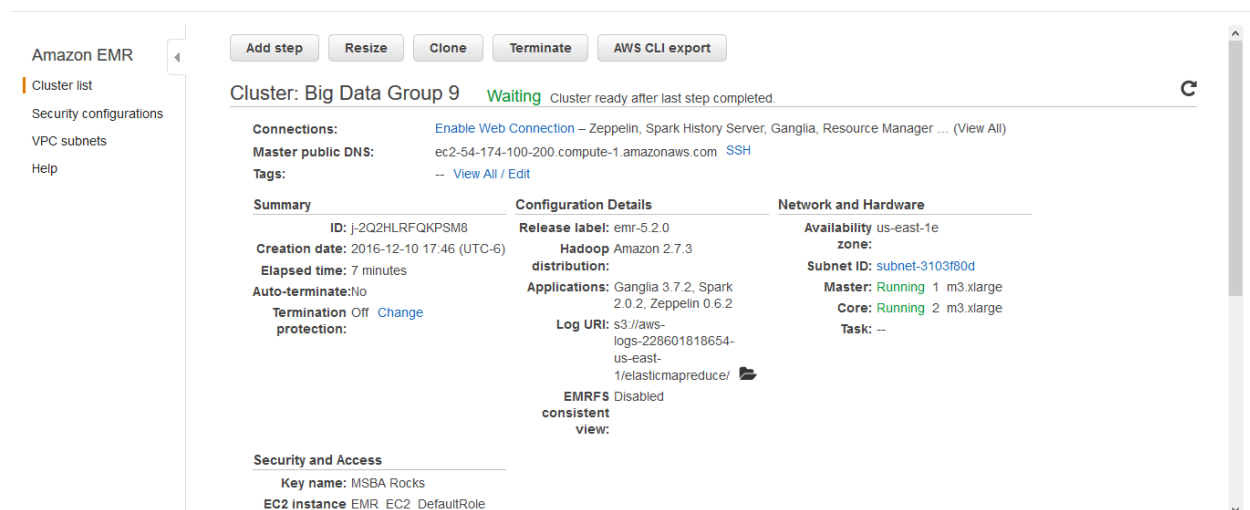 Amazon EMR
Cluster list
Security configurations
VPC subnets
Help
Add step Resize Clone Terminate AWS CLI export
Cluster: Big Data Group 9 Waiting Cluster ready after last step completed.
Connections: Enable Web Connection – Zeppelin, Spark History Server, Ganglia, Resource Manager … (View All)
Master public DNS: ec2-54-174-100-200.compute-1.amazonaws.com SSH
Tags: -- View All / Edit
Summary
ID: j-2Q2HLRFQKPSM8
Creation date: 2016-12-10 17:46 (UTC-6)
Elapsed time: 7 minutes
Auto-terminate:No
Termination Off Change
protection:
Configuration Details
Release label: emr-5.2.0
Hadoop Amazon 2.7.3
distribution:
Applications: Ganglia 3.7.2, Spark
2.0.2, Zeppelin 0.6.2
Log URI: s3://aws-
logs-228601818654-
us-east-
1/elasticmapreduce/
EMRFS Disabled
consistent
view:
Network and Hardware
Availability us-east-1e
zone:
Subnet ID: subnet-3103f80d
Master: Running 1 m3.xlarge
Core: Running 2 m3.xlarge
Task: --
Security and Access
Key name: MSBA Rocks
EC2 instance EMR_EC2_DefaultRole